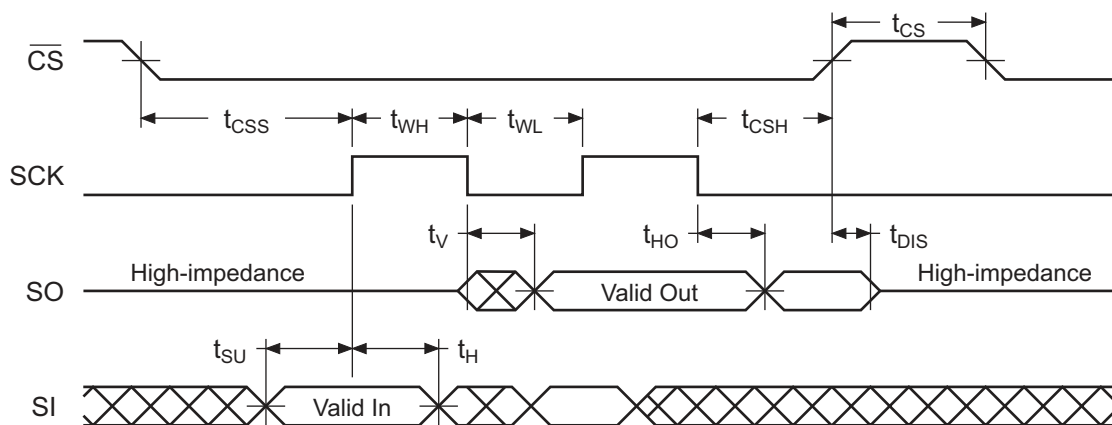 t_CS
C̅S̅
t_CSS t_WH t_WL t_CSH
SCK
t_V t_HO t_DIS
High-impedance High-impedance
SO Valid Out
t_SU t_H
SI Valid In